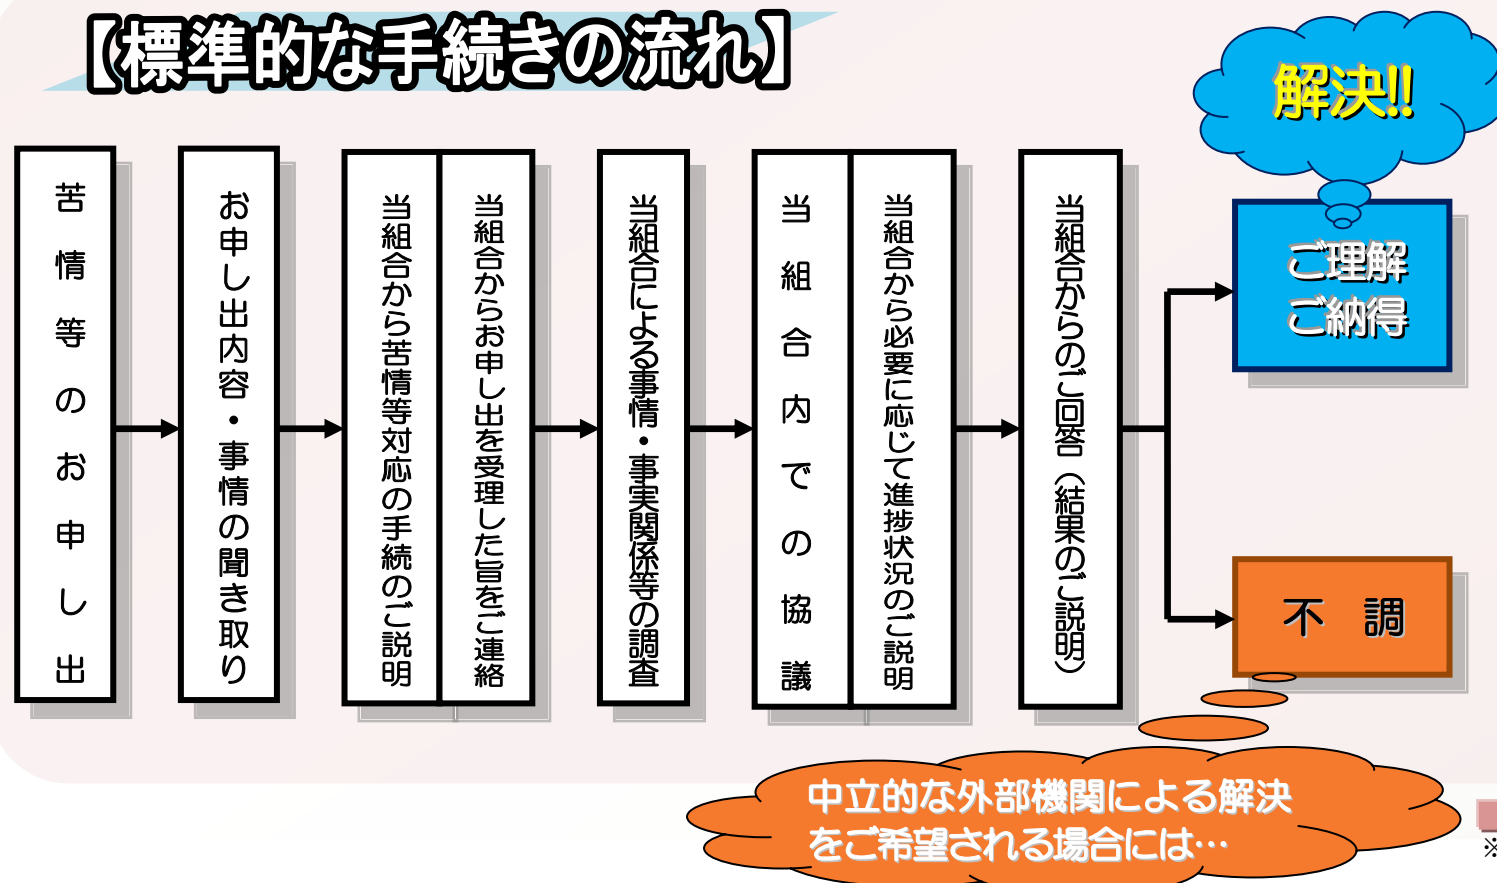 【標準的な手続きの流れ】
苦情等のお申し出
お申し出内容・事情の聞き取り
当組合から苦情等対応の手続のご説明
当組合からお申し出を受理した旨をご連絡
当組合による事情・事実関係等の調査
当組合内での協議
当組合から必要に応じて進捗状況のご説明
当組合からのご回答（結果のご説明）
解決!!
ご理解
ご納得
不調
中立的な外部機関による解決
をご希望される場合には…
※